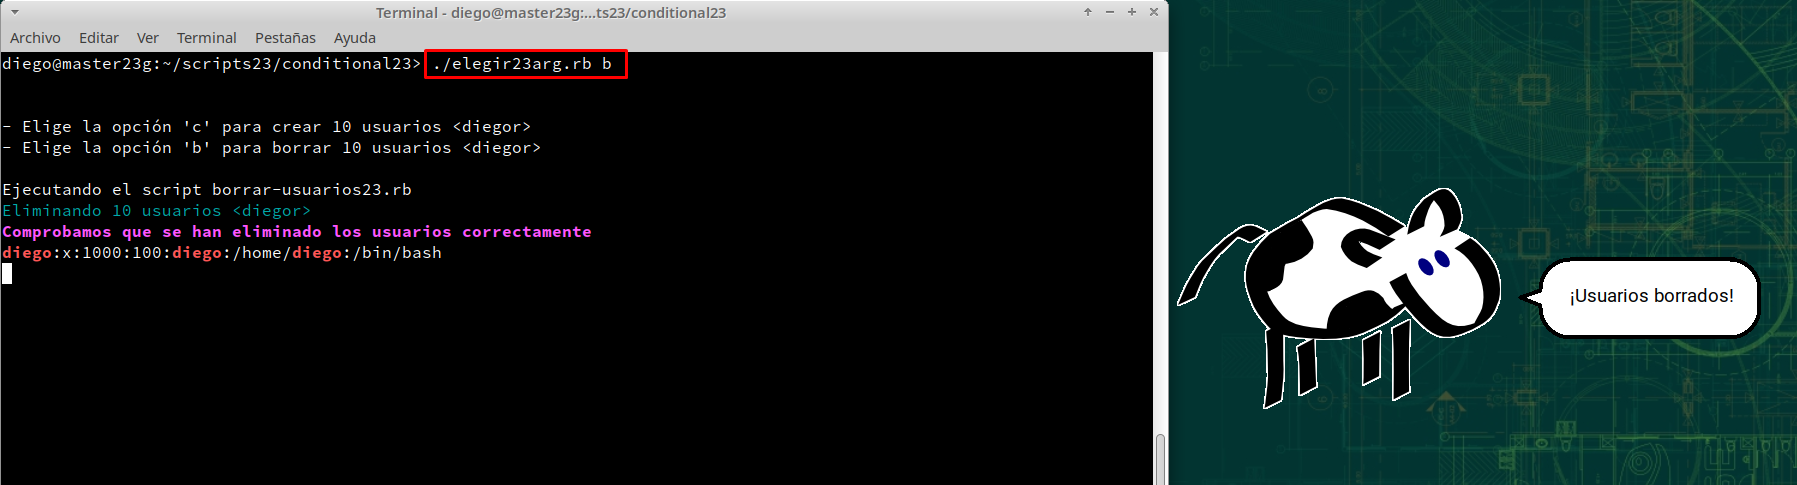 Terminal - diego@master23g:...ts23/conditional23
Archivo Editar Ver Terminal Pestañas Ayuda
diego@master23g:~/scripts23/conditional23> ./elegir23arg.rb b
- Elige la opción 'c' para crear 10 usuarios <diegor>
- Elige la opción 'b' para borrar 10 usuarios <diegor>
Ejecutando el script borrar-usuarios23.rb
Eliminando 10 usuarios <diegor>
Comprobamos que se han eliminado los usuarios correctamente
diego:x:1000:100:diego:/home/diego:/bin/bash
¡Usuarios borrados!